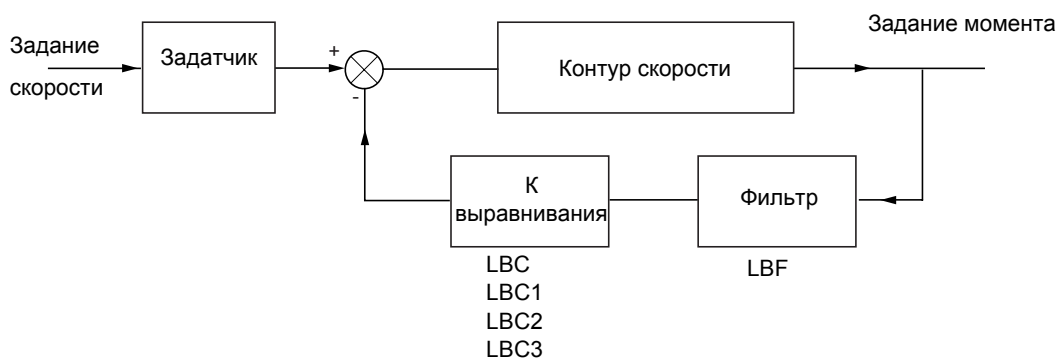 Задание
скорости
Задатчик
+
-
Контур скорости
Задание момента
К
выравнивания
Фильтр
LBC
LBC1
LBC2
LBC3
LBF